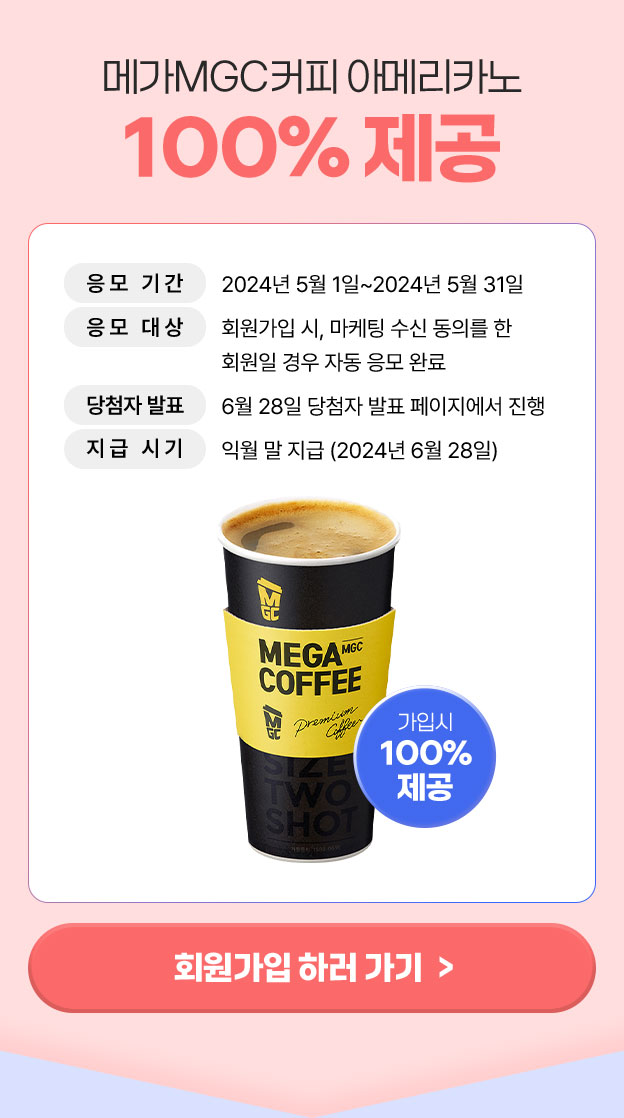 메가MGC커피 아메리카노
100% 제공
응모 기간 2024년 5월 1일~2024년 5월 31일
응모 대상 회원가입 시, 마케팅 수신 동의를 한
회원일 경우 자동 응모 완료
당첨자 발표 6월 28일 당첨자 발표 페이지에서 진행
지급 시기 익월 말 지급 (2024년 6월 28일)
M
GC
MEGA MGC
COFFEE
M
GC
Premium
Coffee
SIZE
TWO
SHOT
가입시
100%
제공
회원가입 하러 가기 >